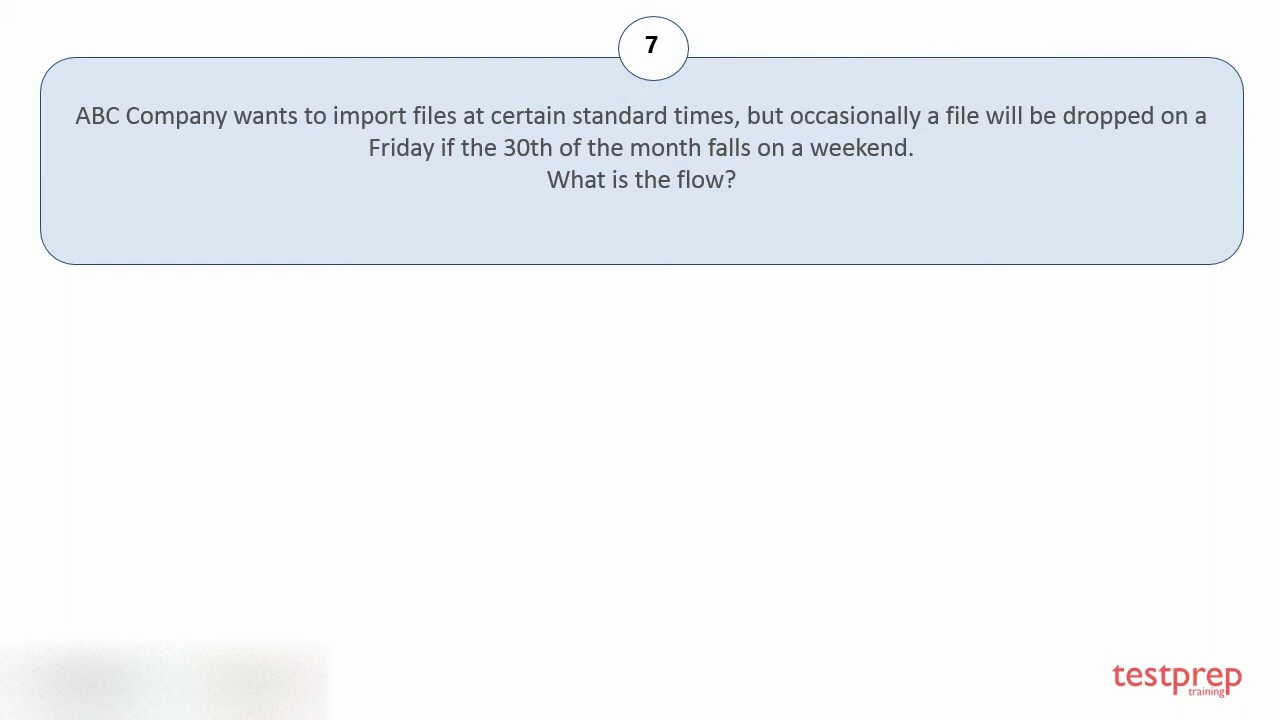 7
ABC Company wants to import files at certain standard times, but occasionally a file will be dropped on a
Friday if the 30th of the month falls on a weekend.
What is the flow?
testprep
training